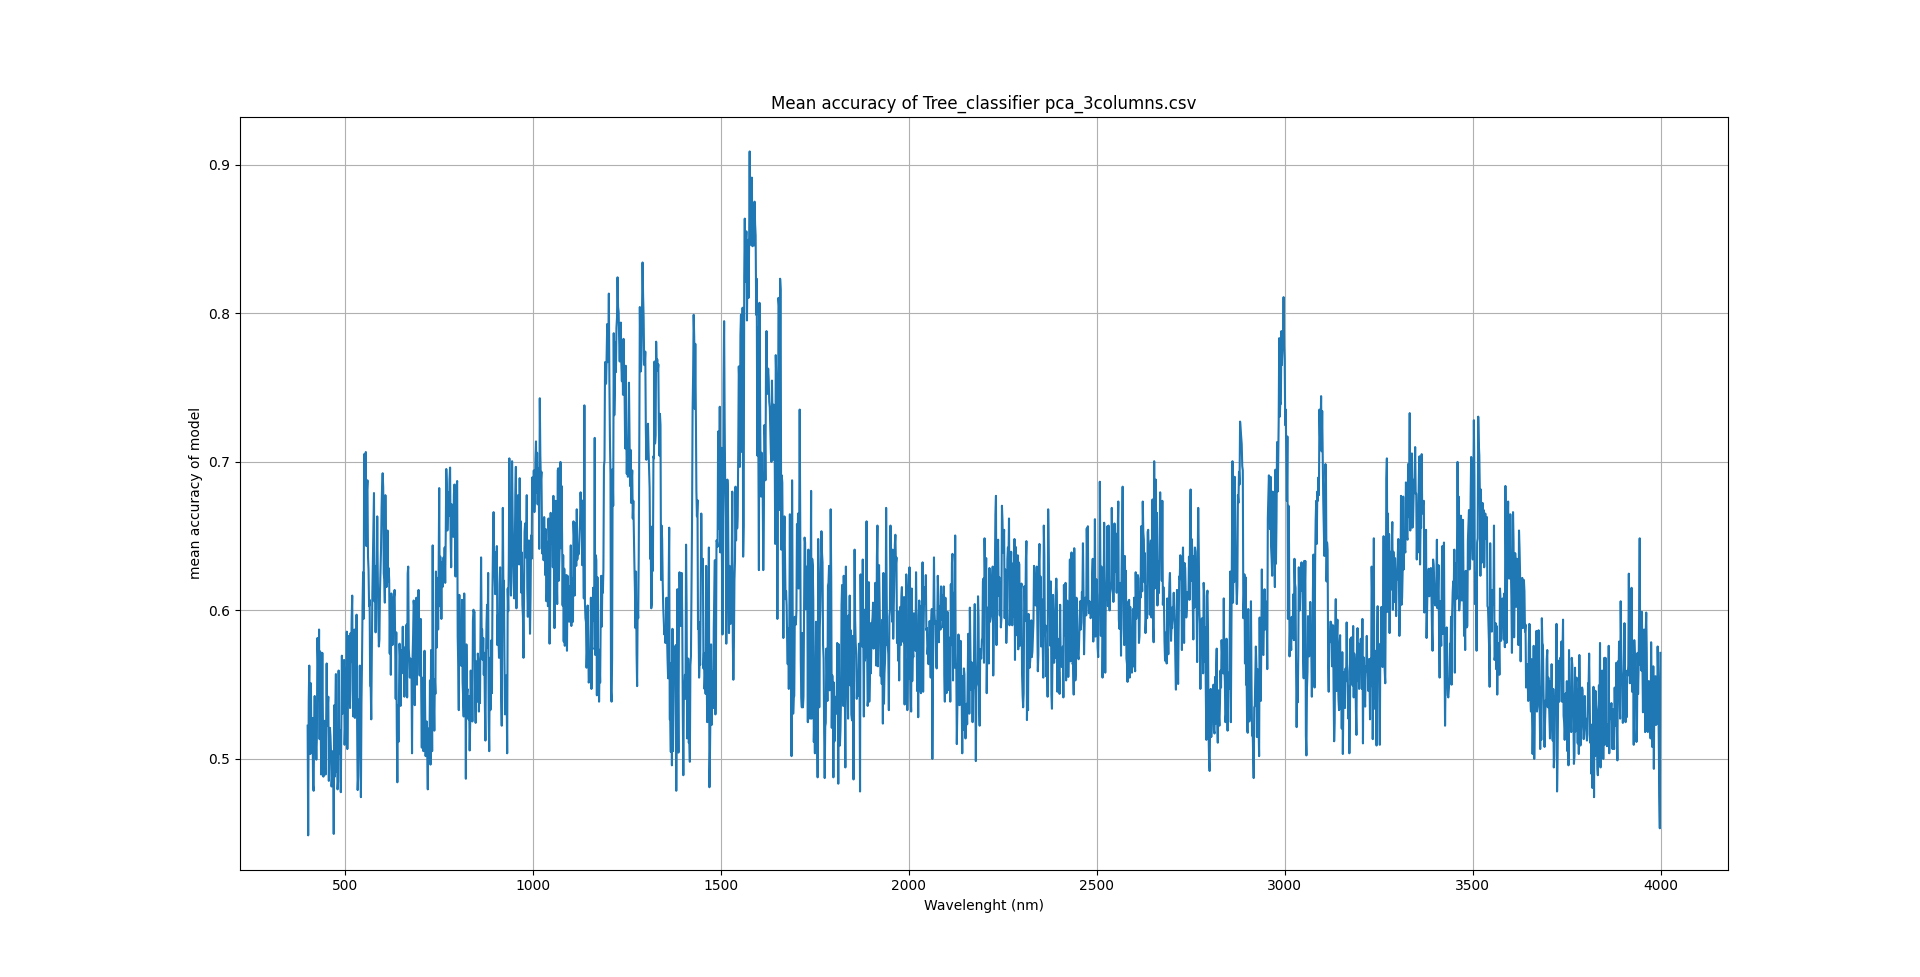 Mean accuracy of Tree_classifier pca_3columns.csv
0.9
0.8
0.7
0.6
0.5
mean accuracy of model
500 1000 1500 2000 2500 3000 3500 4000
Wavelenght (nm)